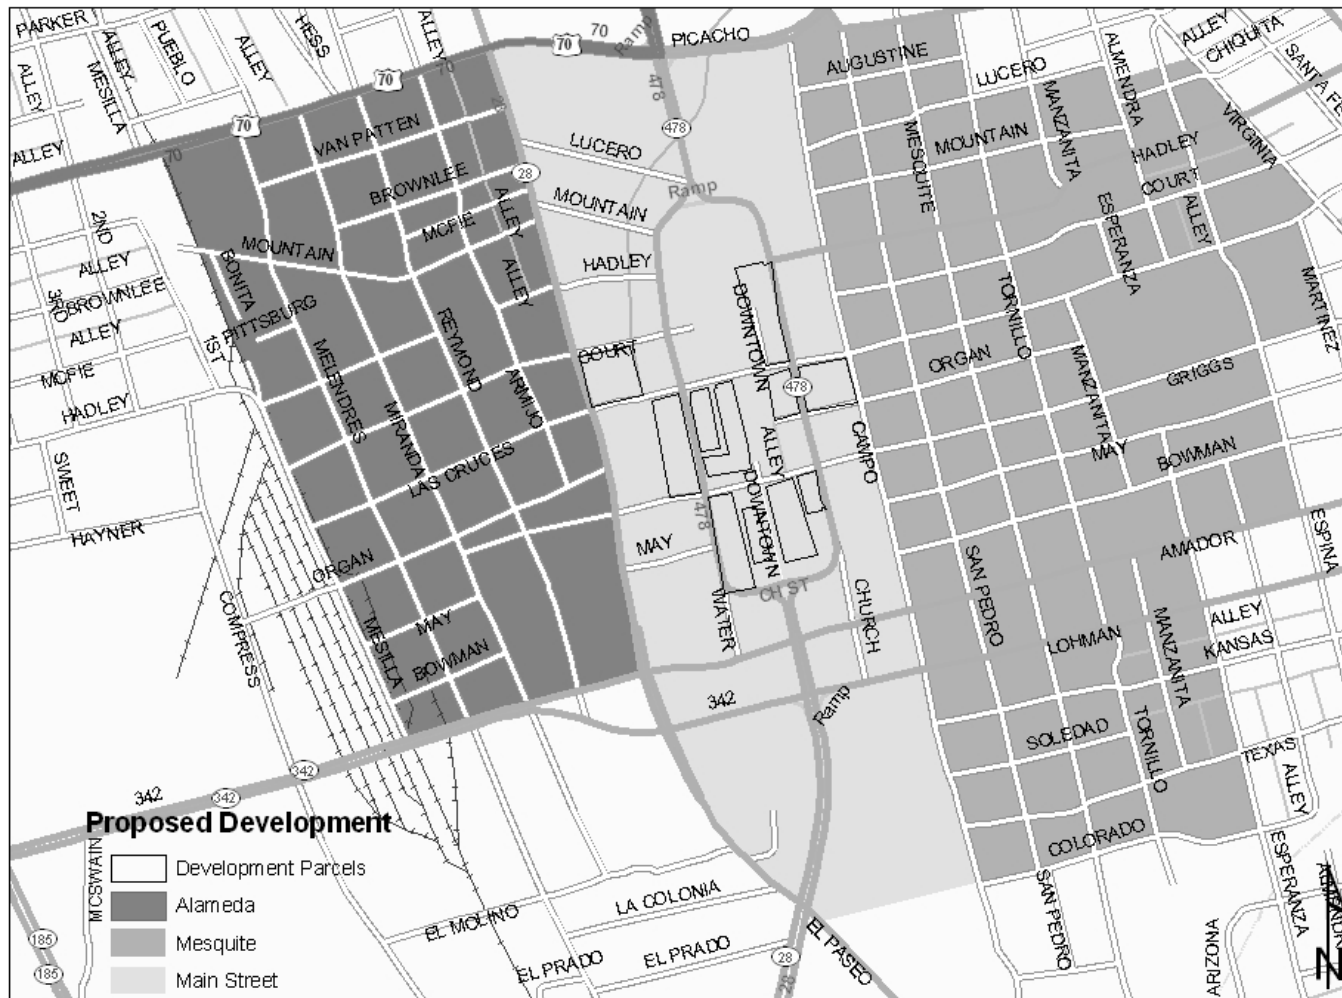 PARKER
ALLEY
PUEBLO
HESS
ALLEY
70
Ramp
PICACHO
70
AUGUSTINE
ALLEY
CHIQUITA
ALMENDRA
SANTA FE
ALLEY
MESILLA
ALLEY
70
70
478
LUCERO
MANZANITA
28
VAN PATTEN
478
LUCERO
MESQUITE
MOUNTAIN
HADLEY
VIRGINIA
ALLEY
70
70
BROWNLEE
28
ALLEY
Ramp
COURT
ALLEY
2ND
MOUNTAIN
MCFIE
MOUNTAIN
ESPERANZA
ALLEY
BONITA
ALLEY
HADLEY
TORNILLO
MARTINEZ
BROWNLEE
3RD
PITTSBURG
DOWNTOWN
ALLEY
1ST
MELENDRES
REYMOND
COURT
ORGAN
MANZANITA
GRIGGS
MCFIE
ARMIJO
478
HADLEY
MIRANDA
ALLEY
CAMPO
MAY
BOWMAN
SWEET
LAS CRUCES
DOWNTOWN
478
HAYNER
ORGAN
MAY
SAN PEDRO
AMADOR
ESPINA
COMPRESS
MESILLA
MAY
WATER
CH ST
CHURCH
LOHMAN
MANZANITA
ALLEY
KANSAS
BOWMAN
342
Ramp
SOLEDAD
TORNILLO
TEXAS
ALLEY
342
342
342
COLORADO
ESPERANZA
Proposed Development
Development Parcels
Alameda
Mesquite
Main Street
MCSWAIN
185
185
EL MOLINO
LA COLONIA
EL PRADO
EL PRADO
EL PASEO
28
28
SAN PEDRO
ARIZONA
N